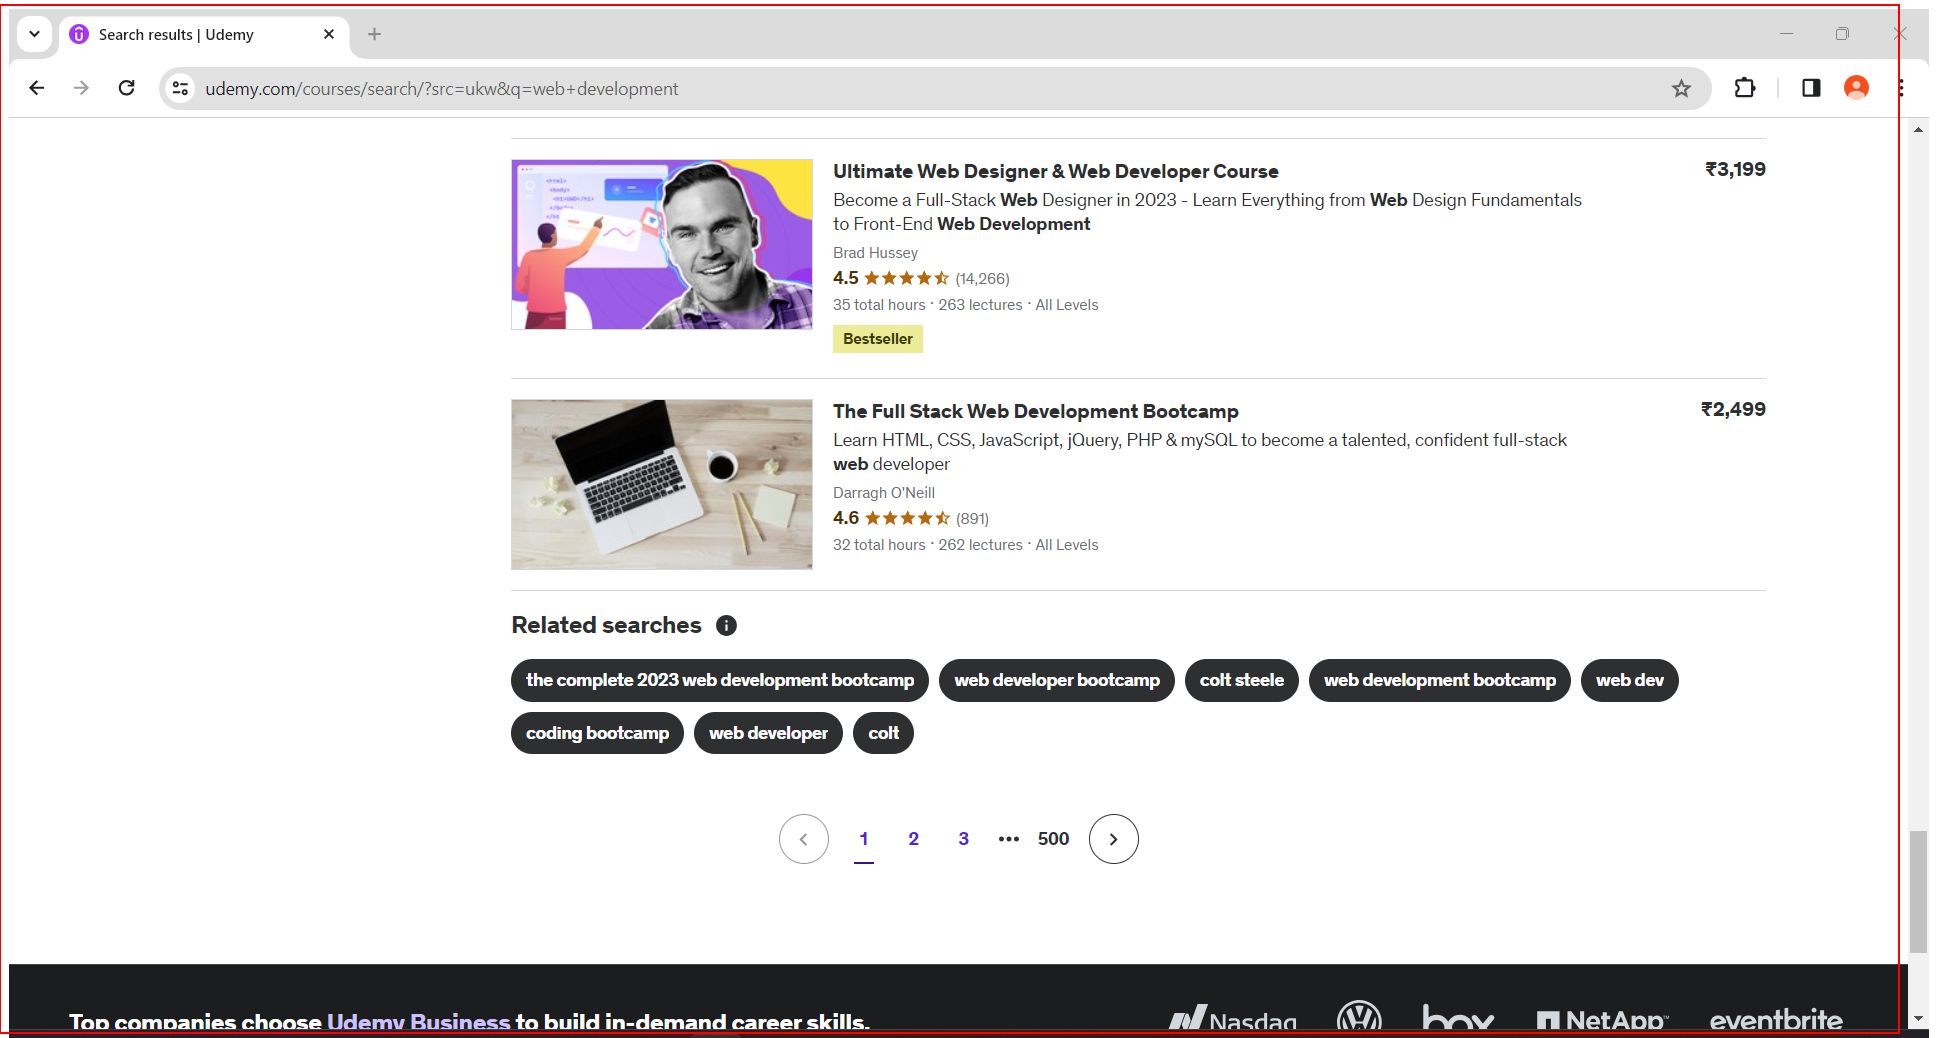 Search results | Udemy
udemy.com/courses/search/?src=ukw&q=web+development
Ultimate Web Designer & Web Developer Course
₹3,199
Become a Full-Stack Web Designer in 2023 - Learn Everything from Web Design Fundamentals
to Front-End Web Development
Brad Hussey
4.5 (14,266)
35 total hours · 263 lectures · All Levels
Bestseller
The Full Stack Web Development Bootcamp
₹2,499
Learn HTML, CSS, JavaScript, jQuery, PHP & mySQL to become a talented, confident full-stack
web developer
Darragh O'Neill
4.6 (891)
32 total hours · 262 lectures · All Levels
Related searches
the complete 2023 web development bootcamp
web developer bootcamp
colt steele
web development bootcamp
web dev
coding bootcamp
web developer
colt
1 2 3 ••• 500
Top companies choose Udemy Business to build in-demand career skills.
Nasdaq
box
NetApp™
eventbrite